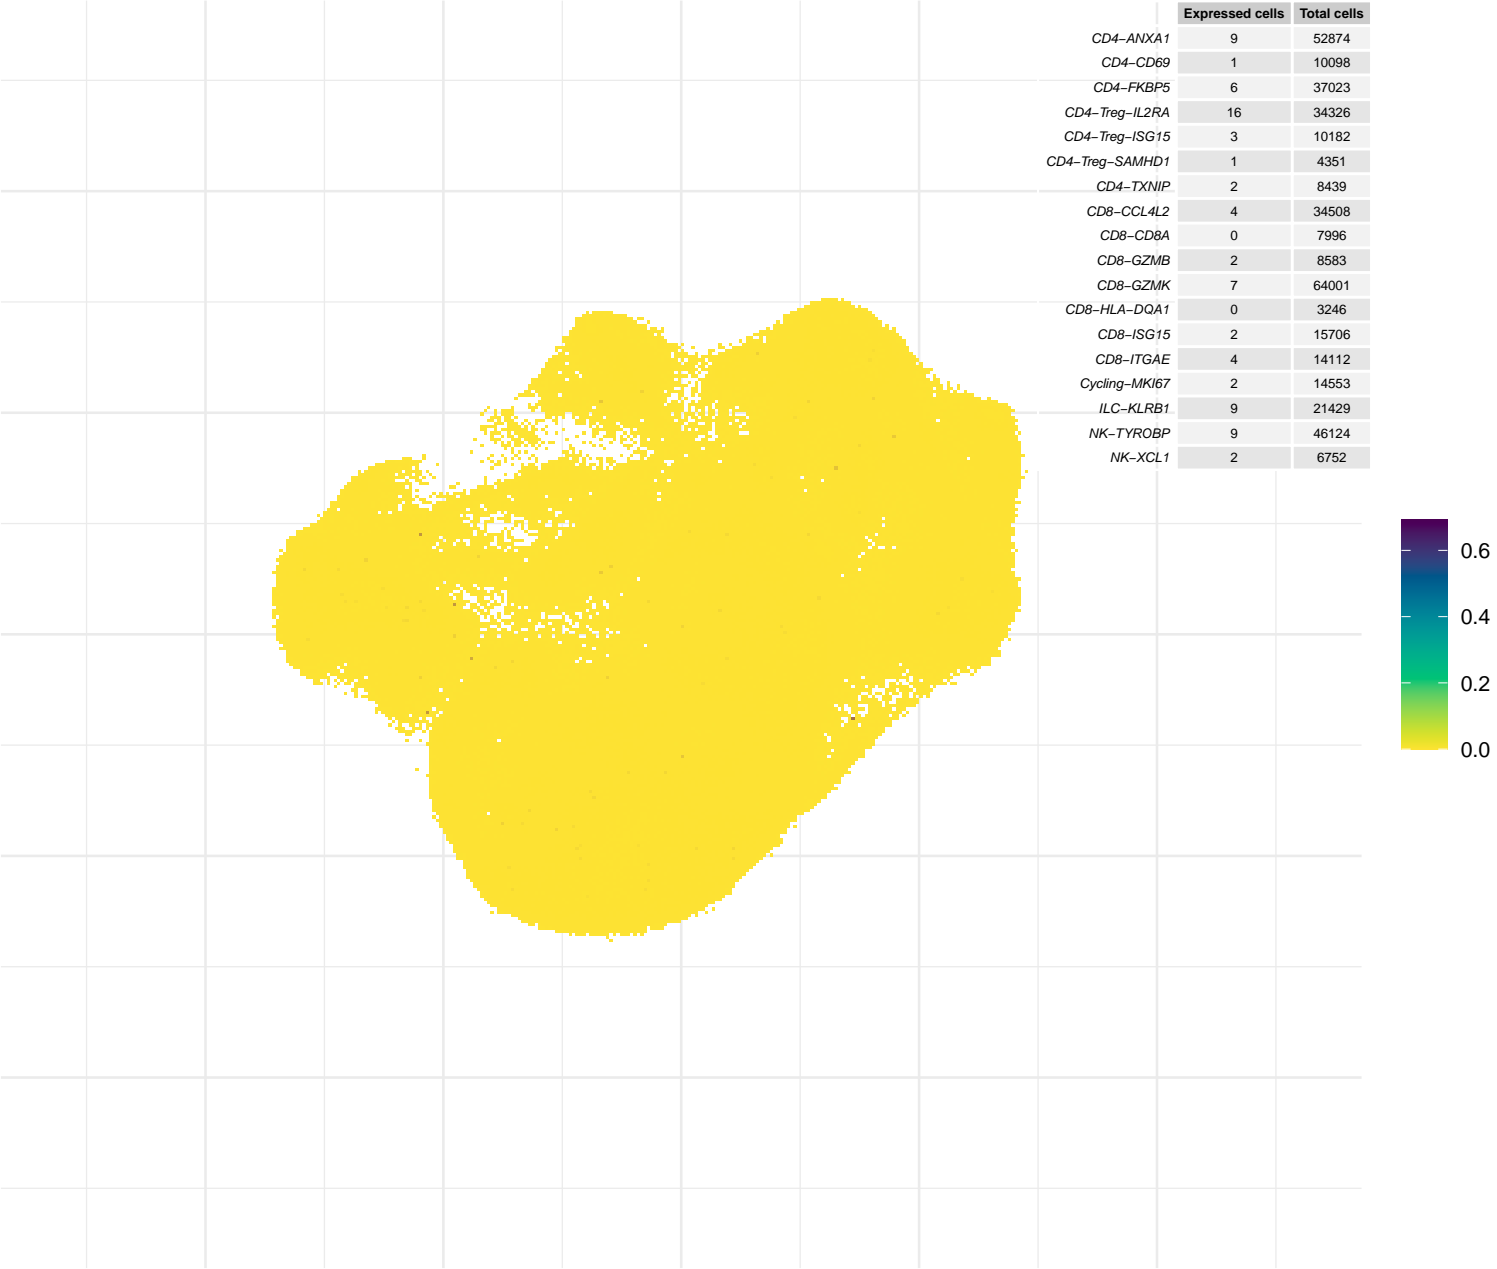 Expressed cells Total cells
CD4−ANXA1 9 52874
CD4−CD69 1 10098
CD4−FKBP5 6 37023
CD4−Treg−IL2RA 16 34326
CD4−Treg−ISG15 3 10182
CD4−Treg−SAMHD1 1 4351
CD4−TXNIP 2 8439
CD8−CCL4L2 4 34508
CD8−CD8A 0 7996
CD8−GZMB 2 8583
CD8−GZMK 7 64001
CD8−HLA−DQA1 0 3246
CD8−ISG15 2 15706
CD8−ITGAE 4 14112
Cycling−MKI67 2 14553
ILC−KLRB1 9 21429
NK−TYROBP 9 46124
NK−XCL1 2 6752
0.6
0.4
0.2
0.0